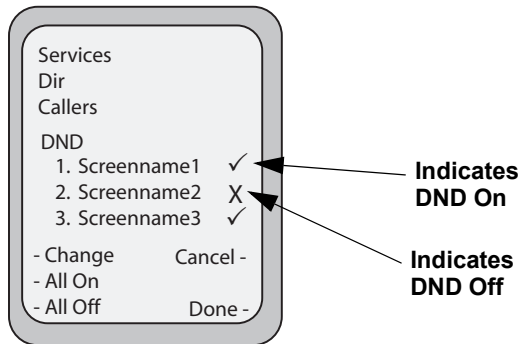 Services
Dir
Callers
DND
1. Screenname1 ✓
2. Screenname2 X
3. Screenname3 ✓
- Change Cancel -
- All On
- All Off Done -
Indicates
DND On
Indicates
DND Off